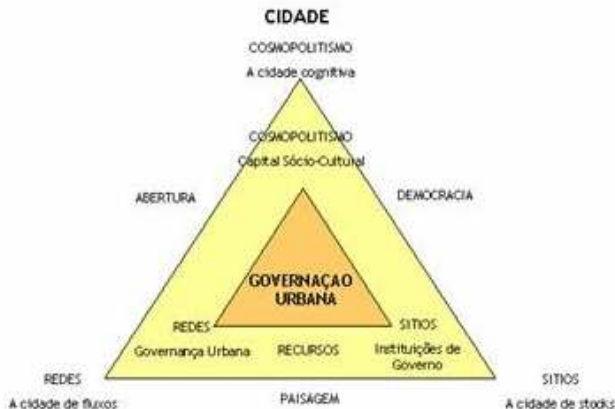 CIDADE
COSMOPOLITISMO
A cidade cognitiva
COSMOPOLITISMO
Capital Sócio-Cultural
ABERTURA
DEMOCRACIA
GOVERNAÇAO
URBANA
REDES
SITIOS
Governança Urbana
RECURSOS
Instituições de
Governo
REDES
SITIOS
A cidade de fluxos
PAISAGEM
A cidade de stocks